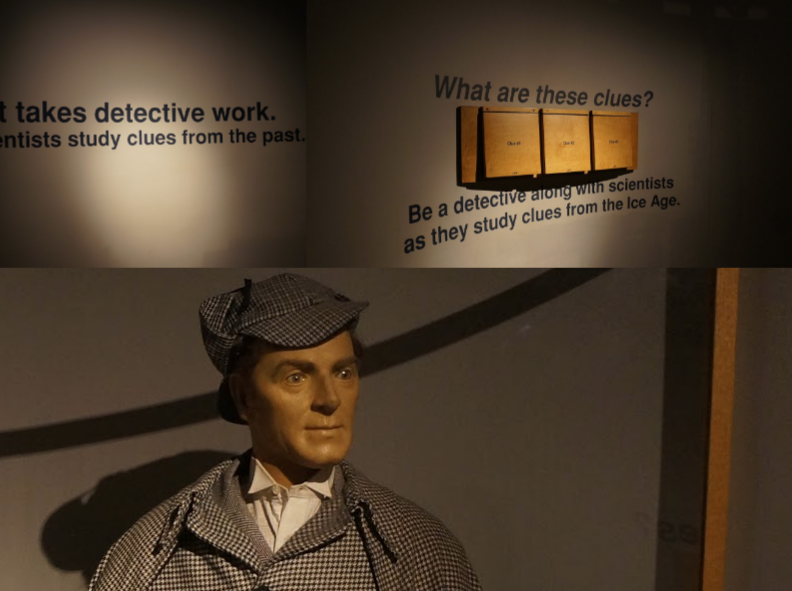 t takes detective work.
entists study clues from the past.
What are these clues?
Be a detective along with scientists
as they study clues from the Ice Age.